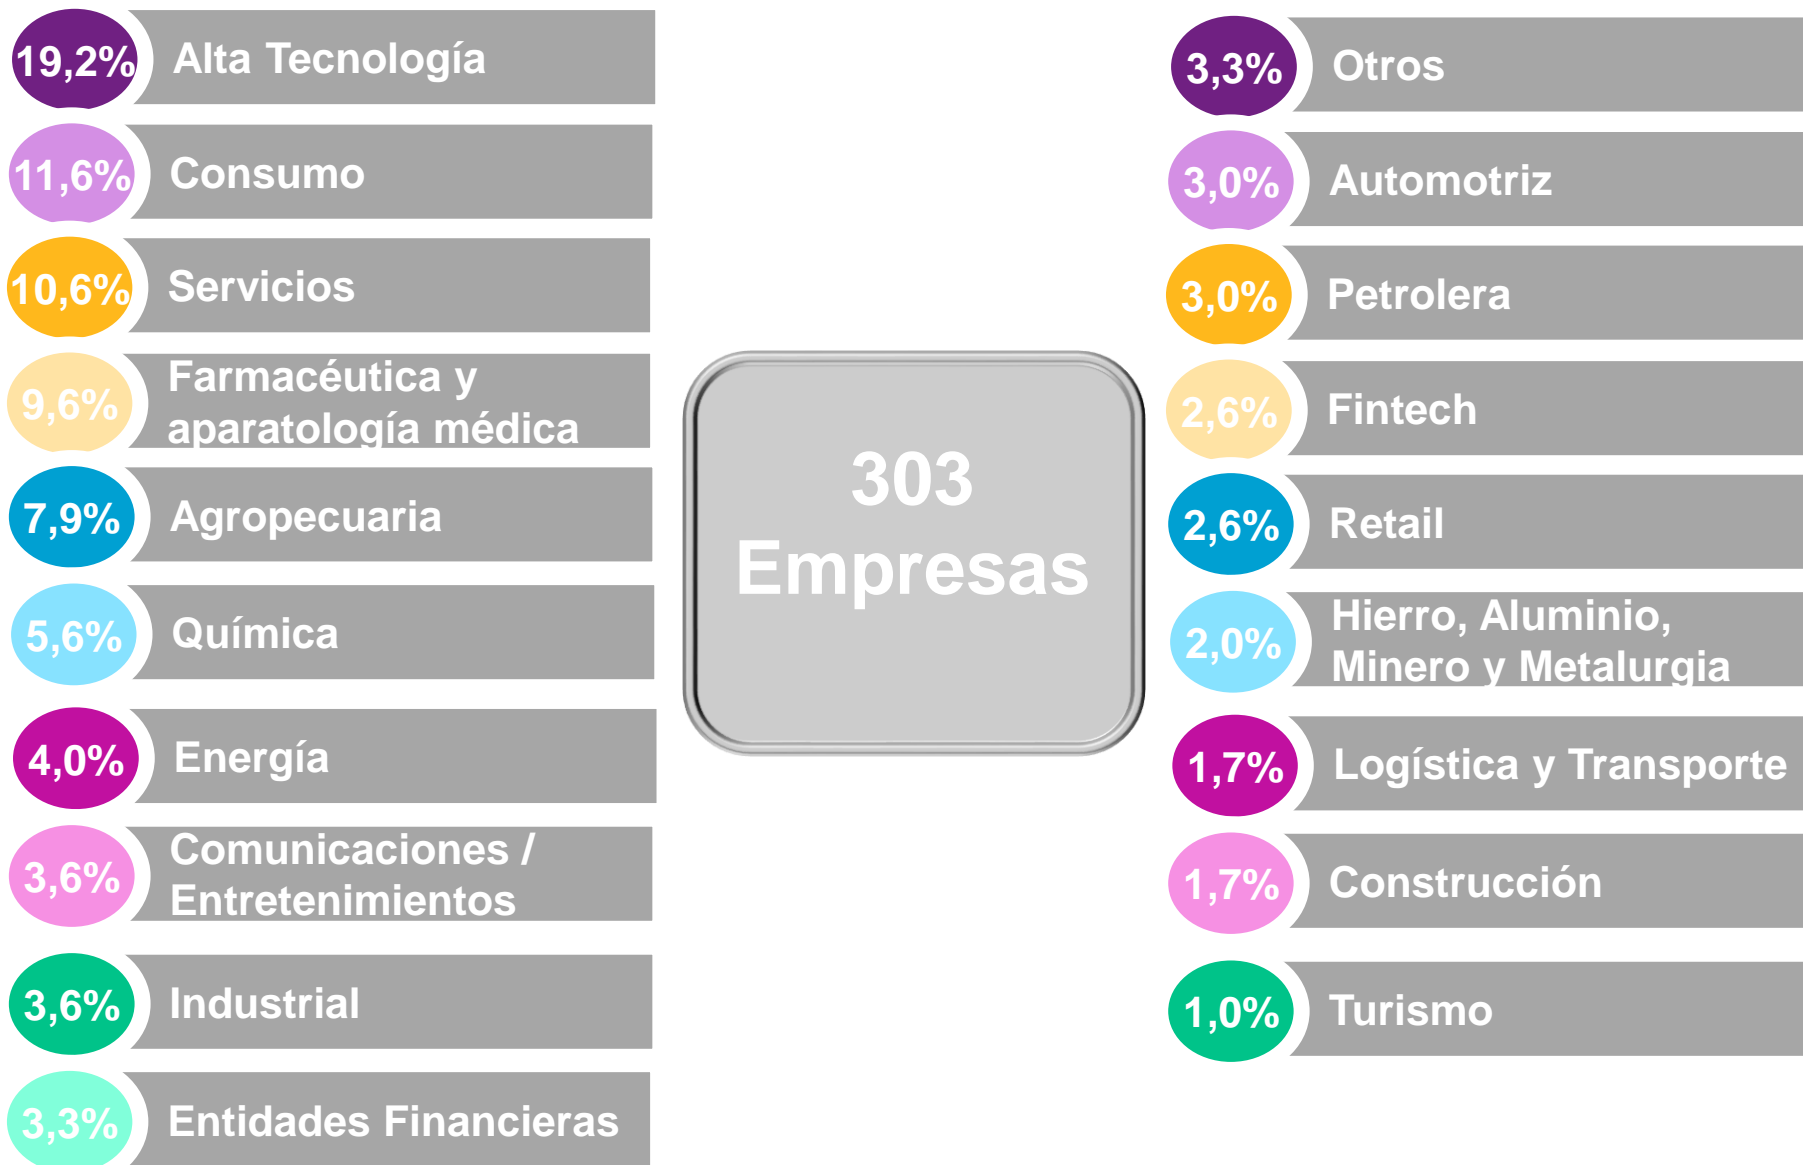 19,2% Alta Tecnología
11,6% Consumo
10,6% Servicios
9,6% Farmacéutica y
aparatología médica
7,9% Agropecuaria
5,6% Química
4,0% Energía
3,6% Comunicaciones /
Entretenimientos
3,6% Industrial
3,3% Entidades Financieras
303
Empresas
3,3% Otros
3,0% Automotriz
3,0% Petrolera
2,6% Fintech
2,6% Retail
2,0% Hierro, Aluminio,
Minero y Metalurgia
1,7% Logística y Transporte
1,7% Construcción
1,0% Turismo